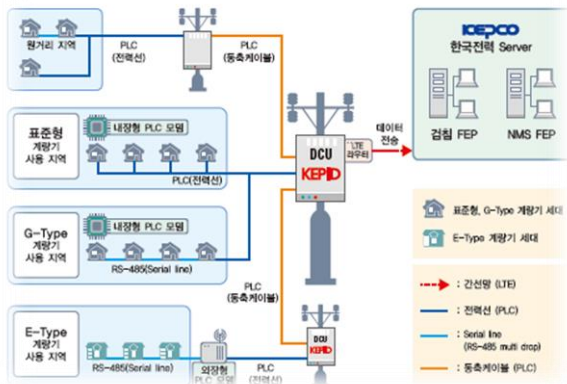 원거리 지역
PLC
(전력선)
PLC
(동축케이블)
KEPCO
한국전력 Server
검침 FEP
NMS FEP
표준형
계량기
사용 지역
내장형 PLC 모뎀
PLC(전력선)
DCU
KEPID
LTE
라우터
데이터
전송
G-Type
계량기
사용 지역
내장형 PLC 모뎀
RS-485(Serial line)
PLC
(동축케이블)
E-Type
계량기
사용 지역
RS-485(Serial line)
외장형
PLC 모뎀
PLC
(전력선)
DCU
KEPID
표준형, G-Type 계량기 세대
E-Type 계량기 세대
: 간선망 (LTE)
: 전력선 (PLC)
: Serial line
(RS-485 multi drop)
: 동축케이블 (PLC)